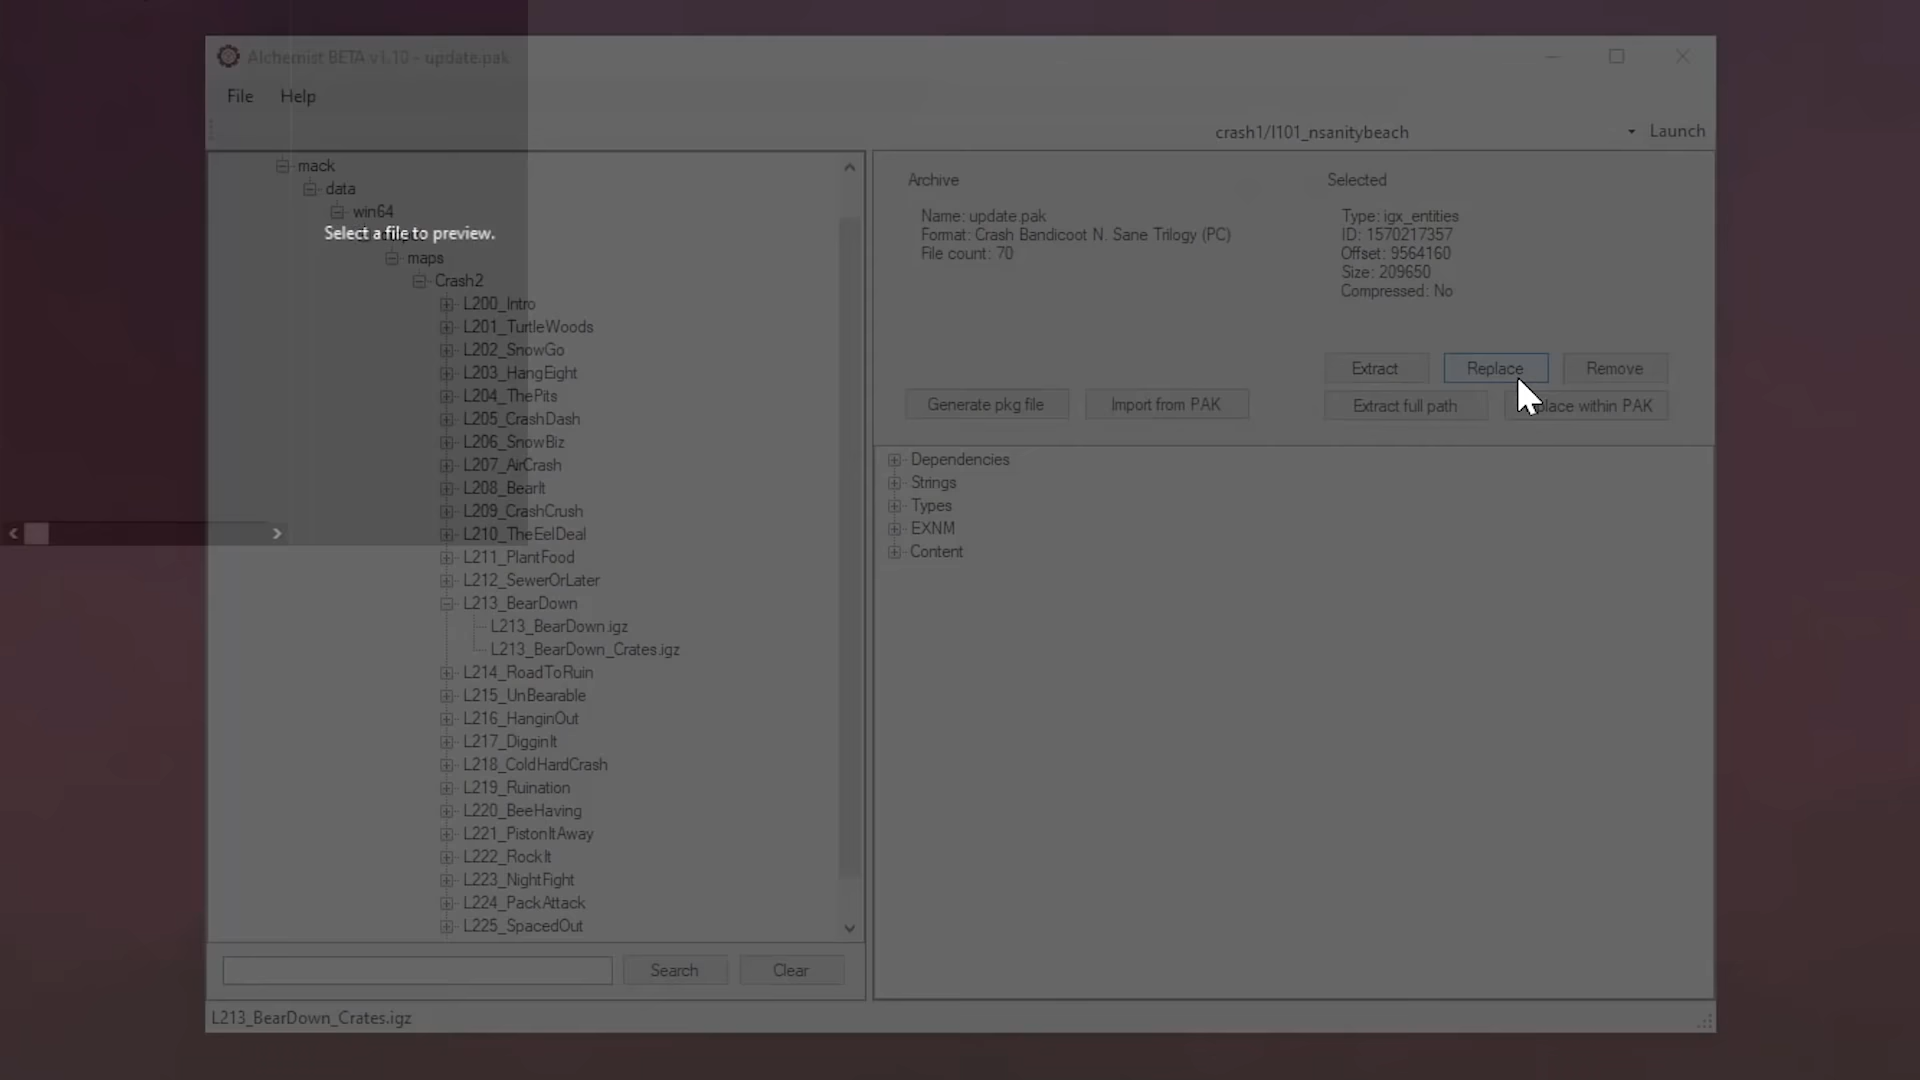 Alchemist BETA v1.10 - update.pak
File Help
crash1/l101_nsanitybeach Launch
mack
data
win64
Select a file to preview.
maps
Crash2
L200_Intro
L201_TurtleWoods
L202_SnowGo
L203_HangEight
L204_ThePits
L205_CrashDash
L206_SnowBiz
L207_AirCrash
L208_BearIt
L209_CrashCrush
L210_TheEelDeal
L211_PlantFood
L212_SewerOrLater
L213_BearDown
L213_BearDown.igz
L213_BearDown_Crates.igz
L214_RoadToRuin
L215_UnBearable
L216_HanginOut
L217_DigginIt
L218_ColdHardCrash
L219_Ruination
L220_BeeHaving
L221_PistonItAway
L222_RockIt
L223_NightFight
L224_PackAttack
L225_SpacedOut
Search Clear
L213_BearDown_Crates.igz
Archive
Name: update.pak
Format: Crash Bandicoot N. Sane Trilogy (PC)
File count: 70
Generate pkg file Import from PAK
Selected
Type: igx_entities
ID: 1570217357
Offset: 9564160
Size: 209650
Compressed: No
Extract Replace Remove
Extract full path place within PAK
Dependencies
Strings
Types
EXNM
Content